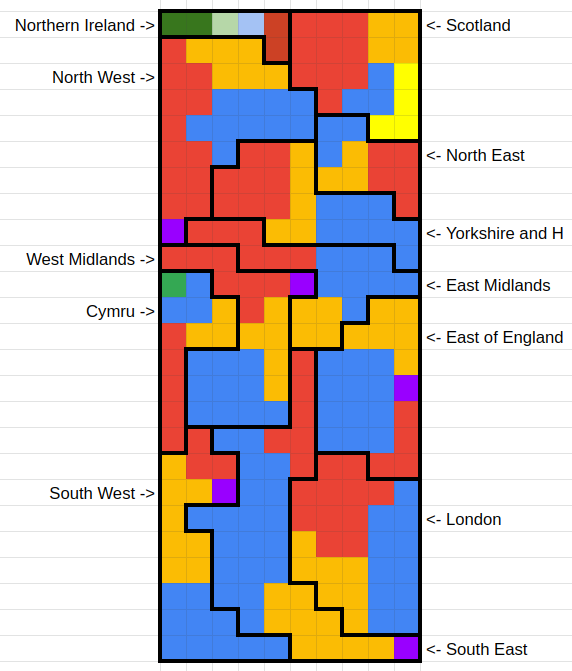 Northern Ireland ->
<- Scotland
North West ->
<- North East
<- Yorkshire and H
West Midlands ->
<- East Midlands
Cymru ->
<- East of England
South West ->
<- London
<- South East